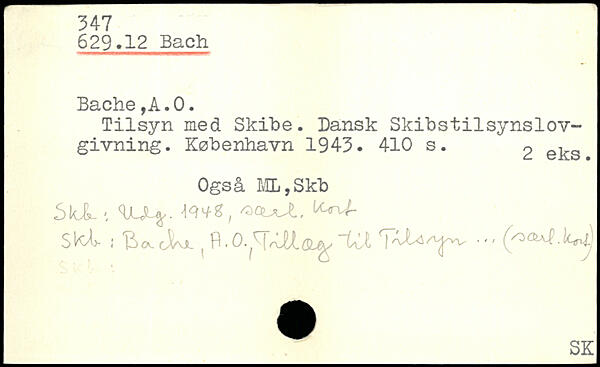 347
629.12 Bach
Bache,A.O.
Tilsyn med Skibe. Dansk Skibstilsynslov-
givning. København 1943. 410 s.
2 eks.
Også ML,Skb
Skb: Udg. 1948, særl. Kort
Skb: Bache, A.O., Tillæg til Tilsyn ... (særl. Kort)
Skb:
SK